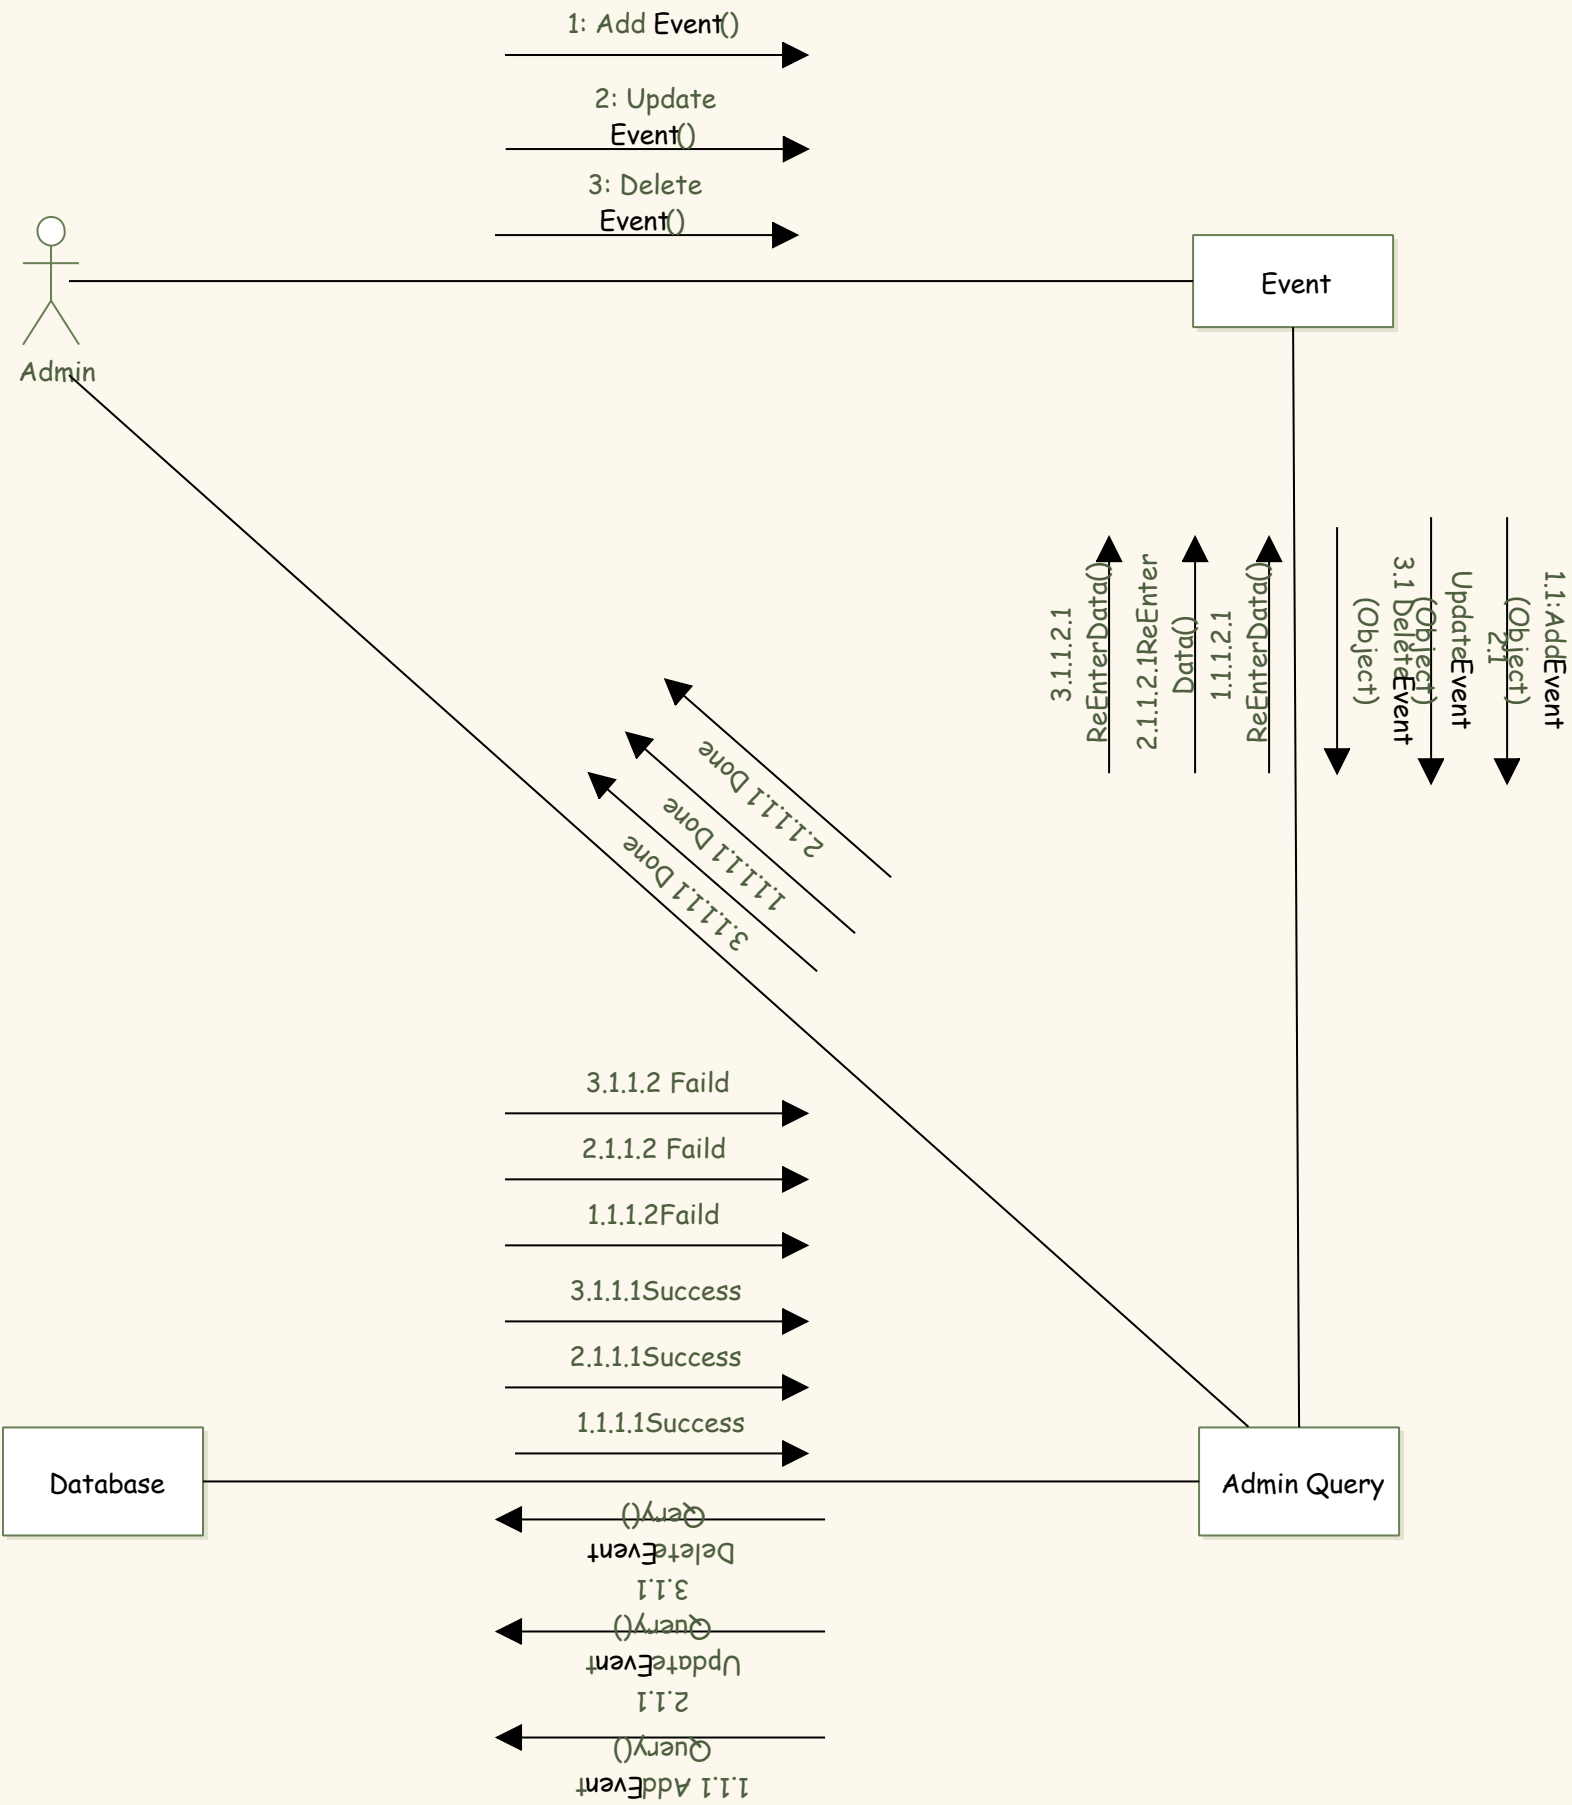 1: Add Event()
2: Update
Event()
3: Delete
Event()
Admin
Event
3.1.1.2.1
ReEnterData()
2.1.1.2.1ReEnter
Data()
1.1.1.2.1
ReEnterData()
3.1 DeleteEvent
(Object)
2.1
UpdateEvent
(Object)
1.1:AddEvent
(Object)
2.1.1.1.1 Done
1.1.1.1.1 Done
3.1.1.1.1 Done
3.1.1.2 Faild
2.1.1.2 Faild
1.1.1.2Faild
3.1.1.1Success
2.1.1.1Success
1.1.1.1Success
Database
Admin Query
3.1.1
DeleteEvent
Qery()
2.1.1
UpdateEvent
Query()
1.1.1 AddEvent
Query()